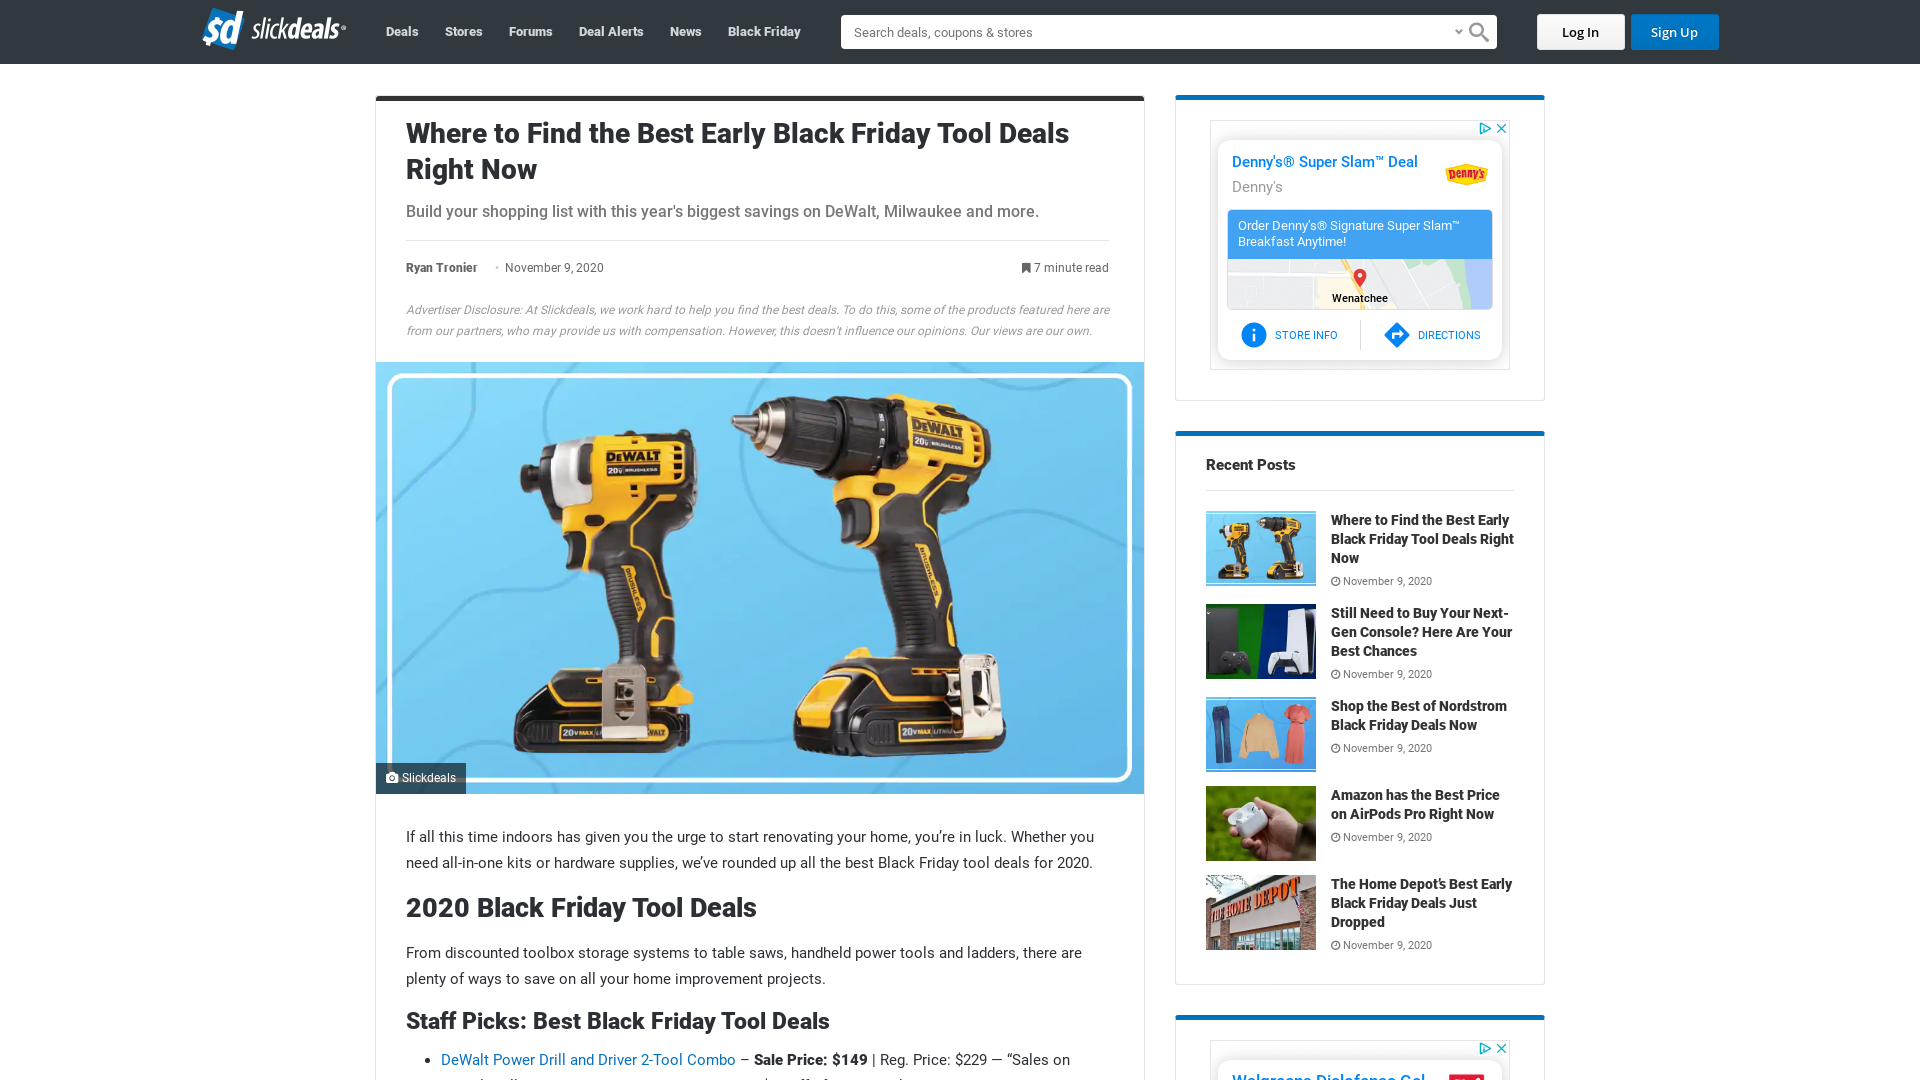 sd slickdeals
Deals
Stores
Forums
Deal Alerts
News
Black Friday
Search deals, coupons & stores
Log In
Sign Up
Where to Find the Best Early Black Friday Tool Deals
Right Now
Build your shopping list with this year's biggest savings on DeWalt, Milwaukee and more.
Ryan Tronier • November 9, 2020
7 minute read
Advertiser Disclosure: At Slickdeals, we work hard to help you find the best deals. To do this, some of the products featured here are
from our partners, who may provide us with compensation. However, this doesn't influence our opinions. Our views are our own.
DEWALT
20V BRUSHLESS
DEWALT
20V BRUSHLESS
BRUSHLESS
BRUSHLESS
20V MAX LITHIUM
DEWALT
20V MAX LITHIUM
Slickdeals
If all this time indoors has given you the urge to start renovating your home, you’re in luck. Whether you
need all-in-one kits or hardware supplies, we’ve rounded up all the best Black Friday tool deals for 2020.
2020 Black Friday Tool Deals
From discounted toolbox storage systems to table saws, handheld power tools and ladders, there are
plenty of ways to save on all your home improvement projects.
Staff Picks: Best Black Friday Tool Deals
• DeWalt Power Drill and Driver 2-Tool Combo – Sale Price: $149 | Reg. Price: $229 — “Sales on
Denny's® Super Slam™ Deal
Denny's
Denny's
Order Denny's® Signature Super Slam™
Breakfast Anytime!
Wenatchee
STORE INFO
DIRECTIONS
Recent Posts
Where to Find the Best Early
Black Friday Tool Deals Right
Now
November 9, 2020
Still Need to Buy Your Next-
Gen Console? Here Are Your
Best Chances
November 9, 2020
Shop the Best of Nordstrom
Black Friday Deals Now
November 9, 2020
Amazon has the Best Price
on AirPods Pro Right Now
November 9, 2020
THE HOME DEPOT
The Home Depot’s Best Early
Black Friday Deals Just
Dropped
November 9, 2020
Walgreens Diclofenac Gel